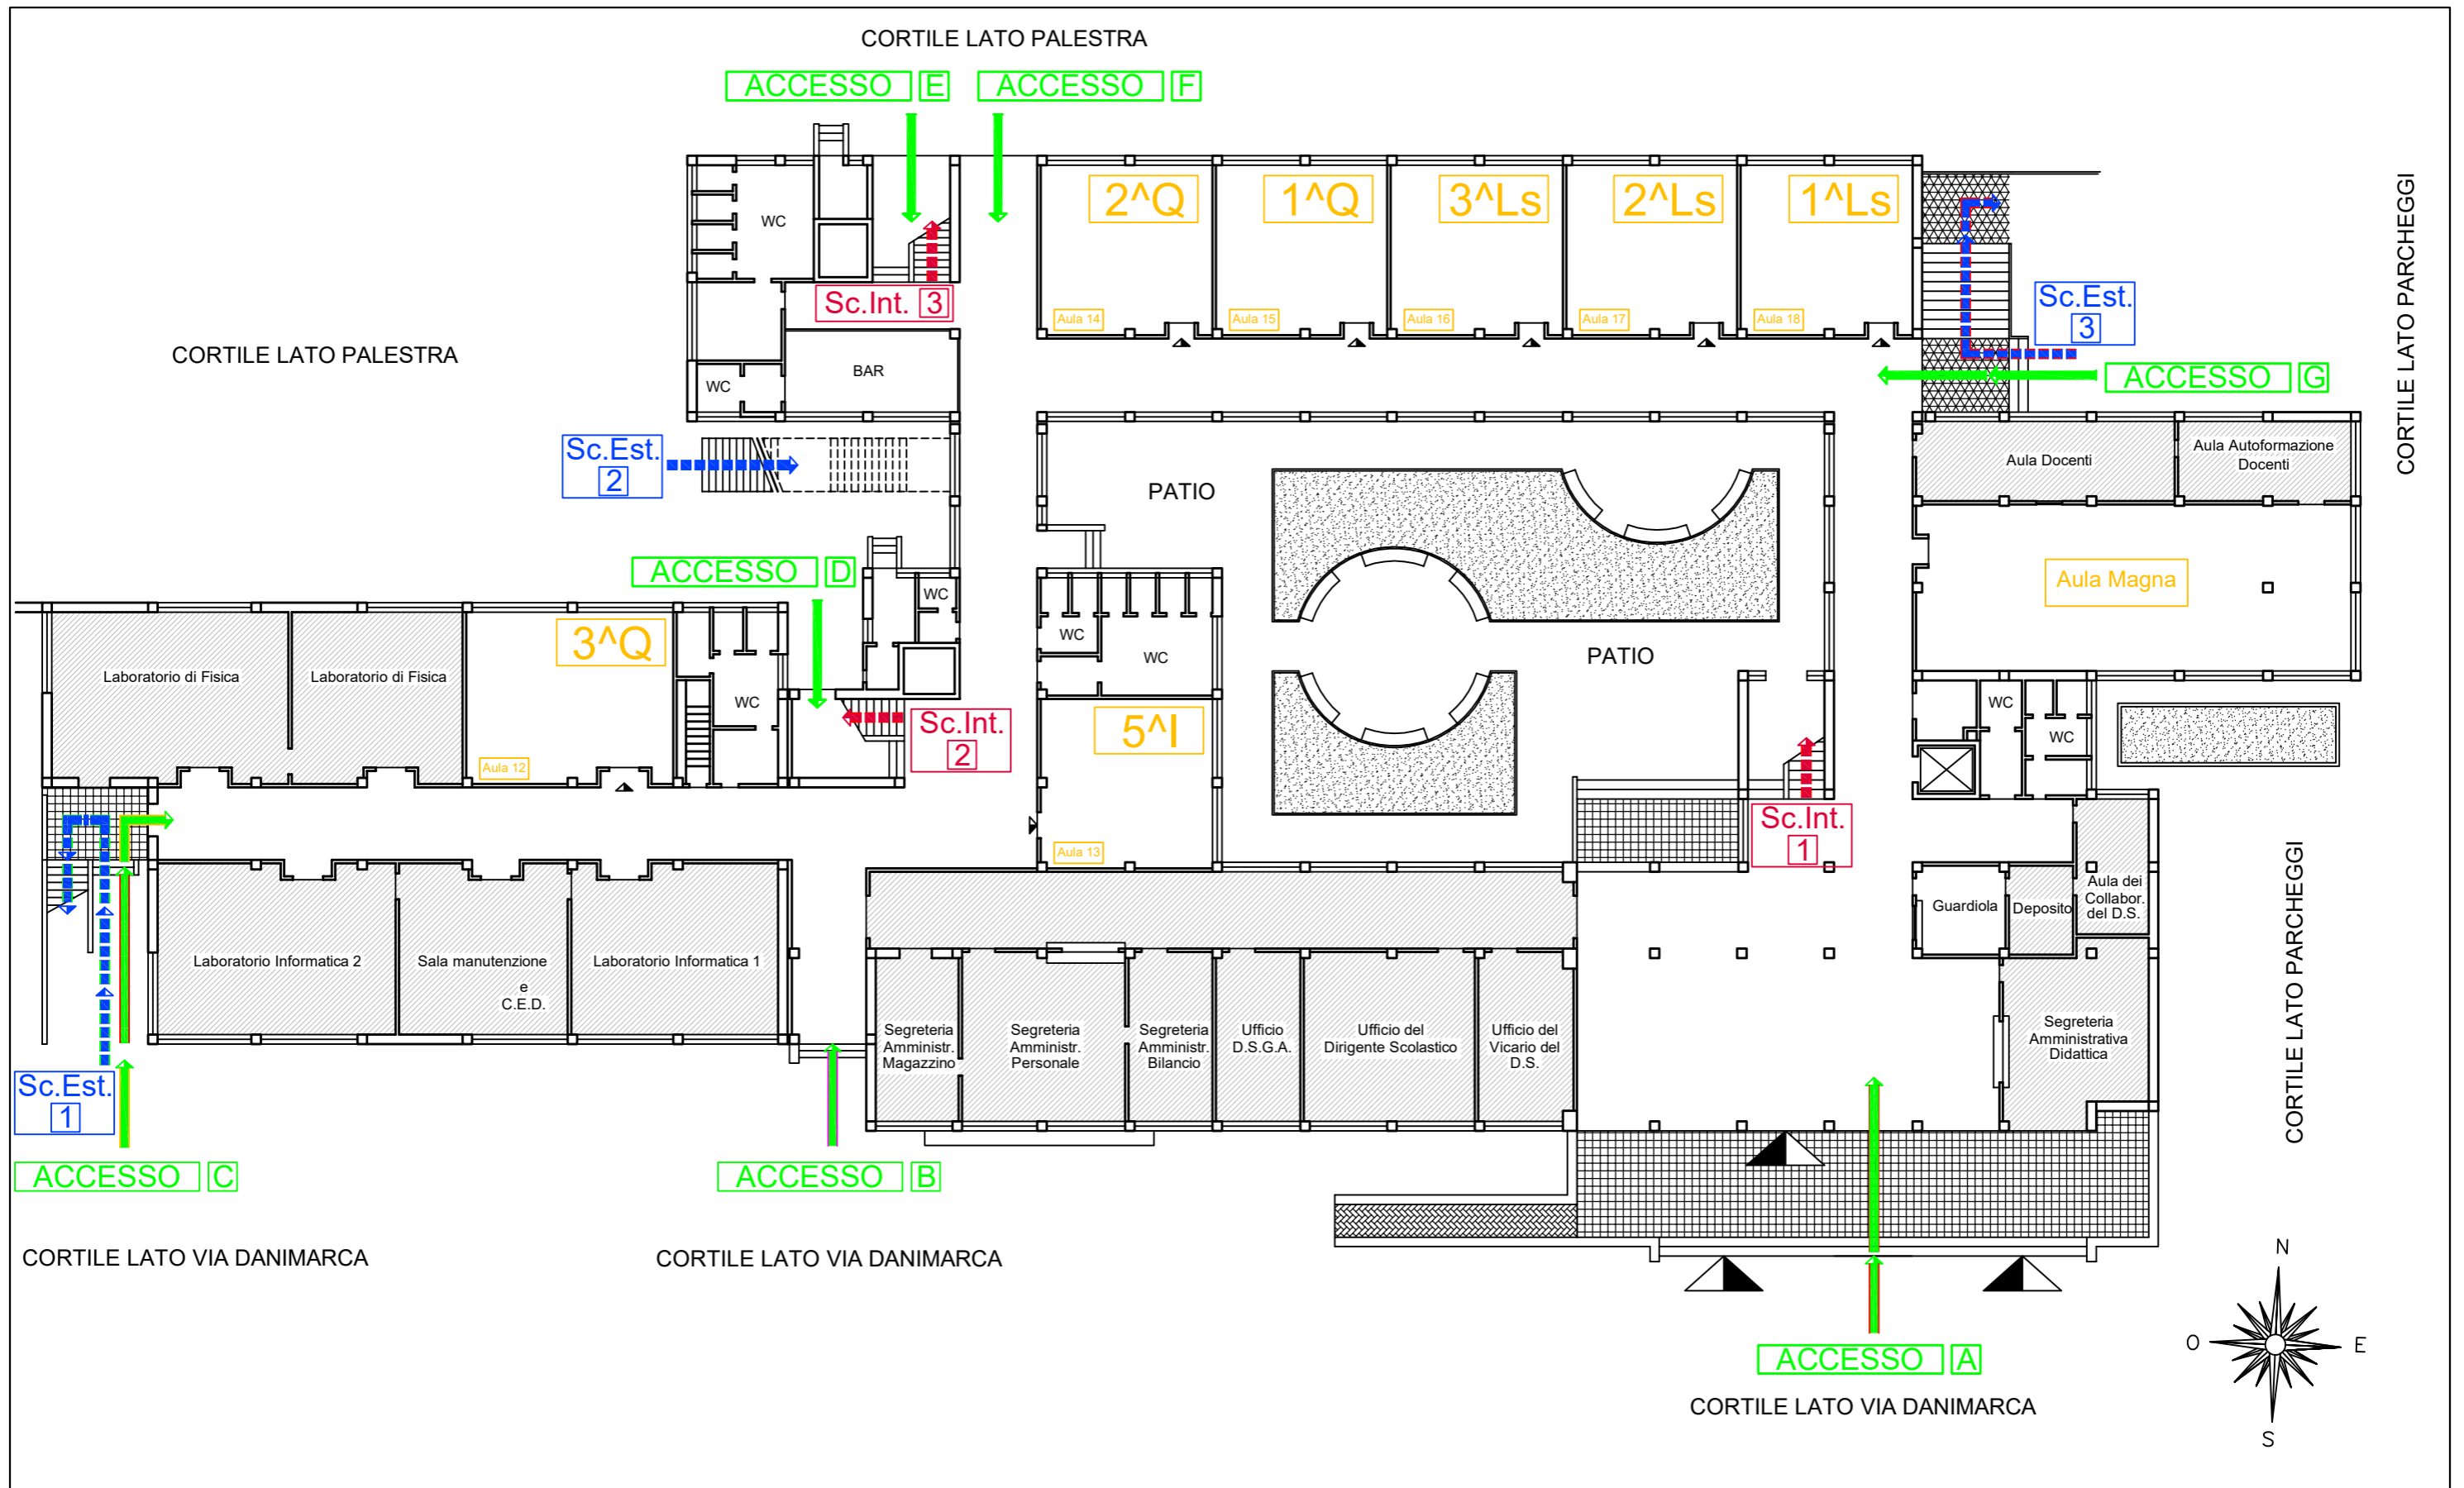 CORTILE LATO PALESTRA
ACCESSO E
ACCESSO F
2^Q
1^Q
3^Ls
2^Ls
1^Ls
WC
Sc.Int. 3
Aula 14
Aula 15
Aula 16
Aula 17
Aula 18
Sc.Est.
3
CORTILE LATO PARCHEGGI
CORTILE LATO PALESTRA
WC
BAR
ACCESSO G
Sc.Est.
2
PATIO
Aula Docenti
Aula Autoformazione
Docenti
ACCESSO D
WC
Aula Magna
3^Q
WC
WC
PATIO
Laboratorio di Fisica
Laboratorio di Fisica
WC
Sc.Int.
2
5^I
WC
WC
Aula 12
Sc.Int.
1
Aula 13
CORTILE LATO PARCHEGGI
Guardiola
Deposito
Aula dei
Collabor.
del D.S.
Laboratorio Informatica 2
Sala manutenzione
e
C.E.D.
Laboratorio Informatica 1
Segreteria
Amministr.
Magazzino
Segreteria
Amministr.
Personale
Segreteria
Amministr.
Bilancio
Ufficio
D.S.G.A.
Ufficio del
Dirigente Scolastico
Ufficio del
Vicario del
D.S.
Segreteria
Amministrativa
Didattica
Sc.Est.
1
ACCESSO C
ACCESSO B
CORTILE LATO VIA DANIMARCA
CORTILE LATO VIA DANIMARCA
ACCESSO A
CORTILE LATO VIA DANIMARCA
N
O
E
S